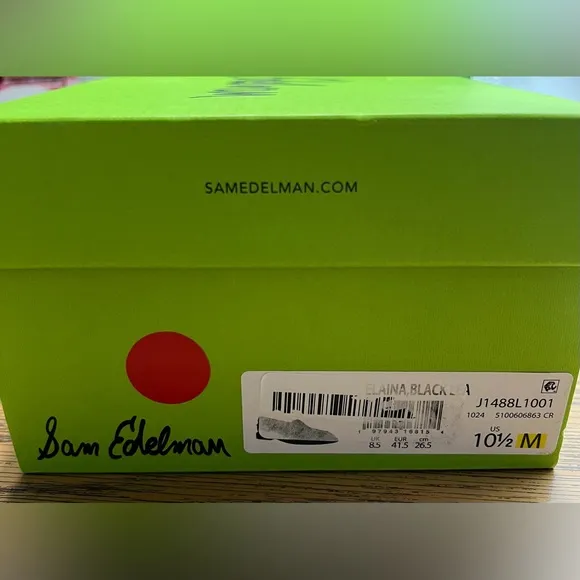 SAMEDELMAN.COM
Sam Edelman
ELAINA,BLACK
J1488L1001
1024 S100606863 CR
UK EUR cm
8.5 41.5 26.5
US
10½ M